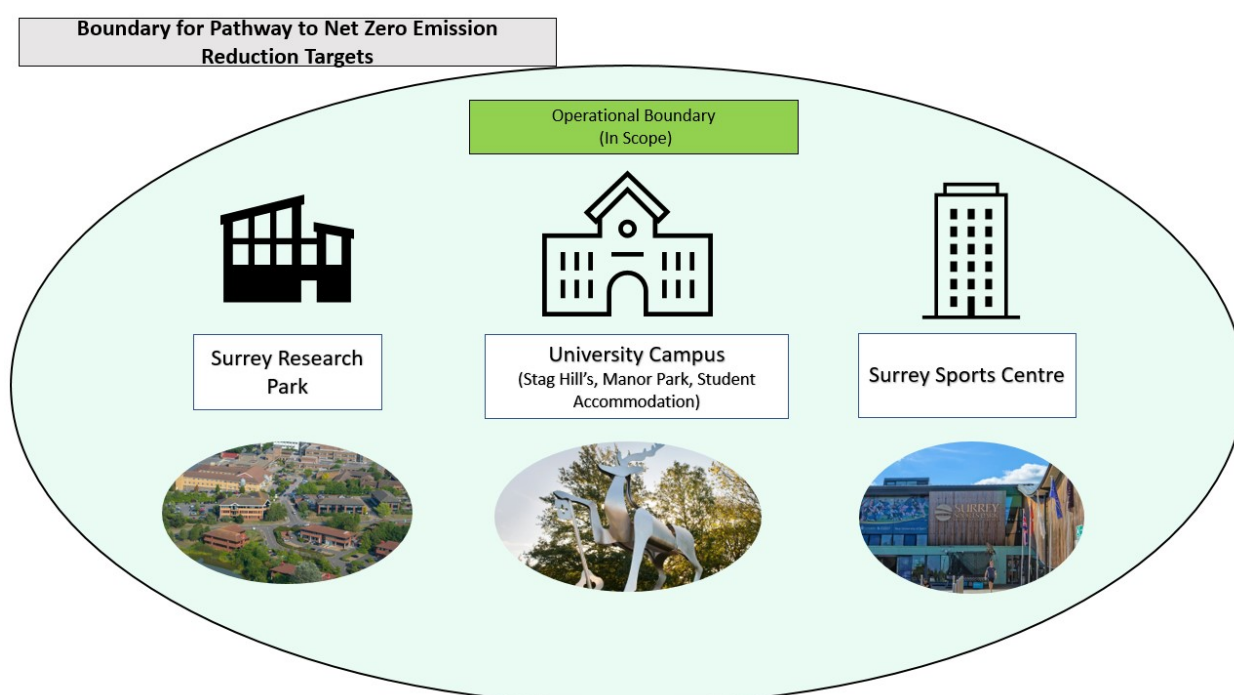 Boundary for Pathway to Net Zero Emission
Reduction Targets
Operational Boundary
(In Scope)
Surrey Research
Park
University Campus
(Stag Hill's, Manor Park, Student
Accommodation)
Surrey Sports Centre
SURREY